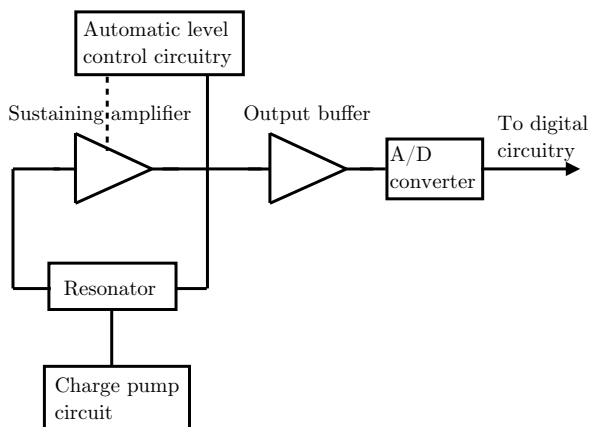 Automatic level
control circuitry
Sustaining amplifier
Output buffer
To digital
circuitry
A/D
converter
Resonator
Charge pump
circuit